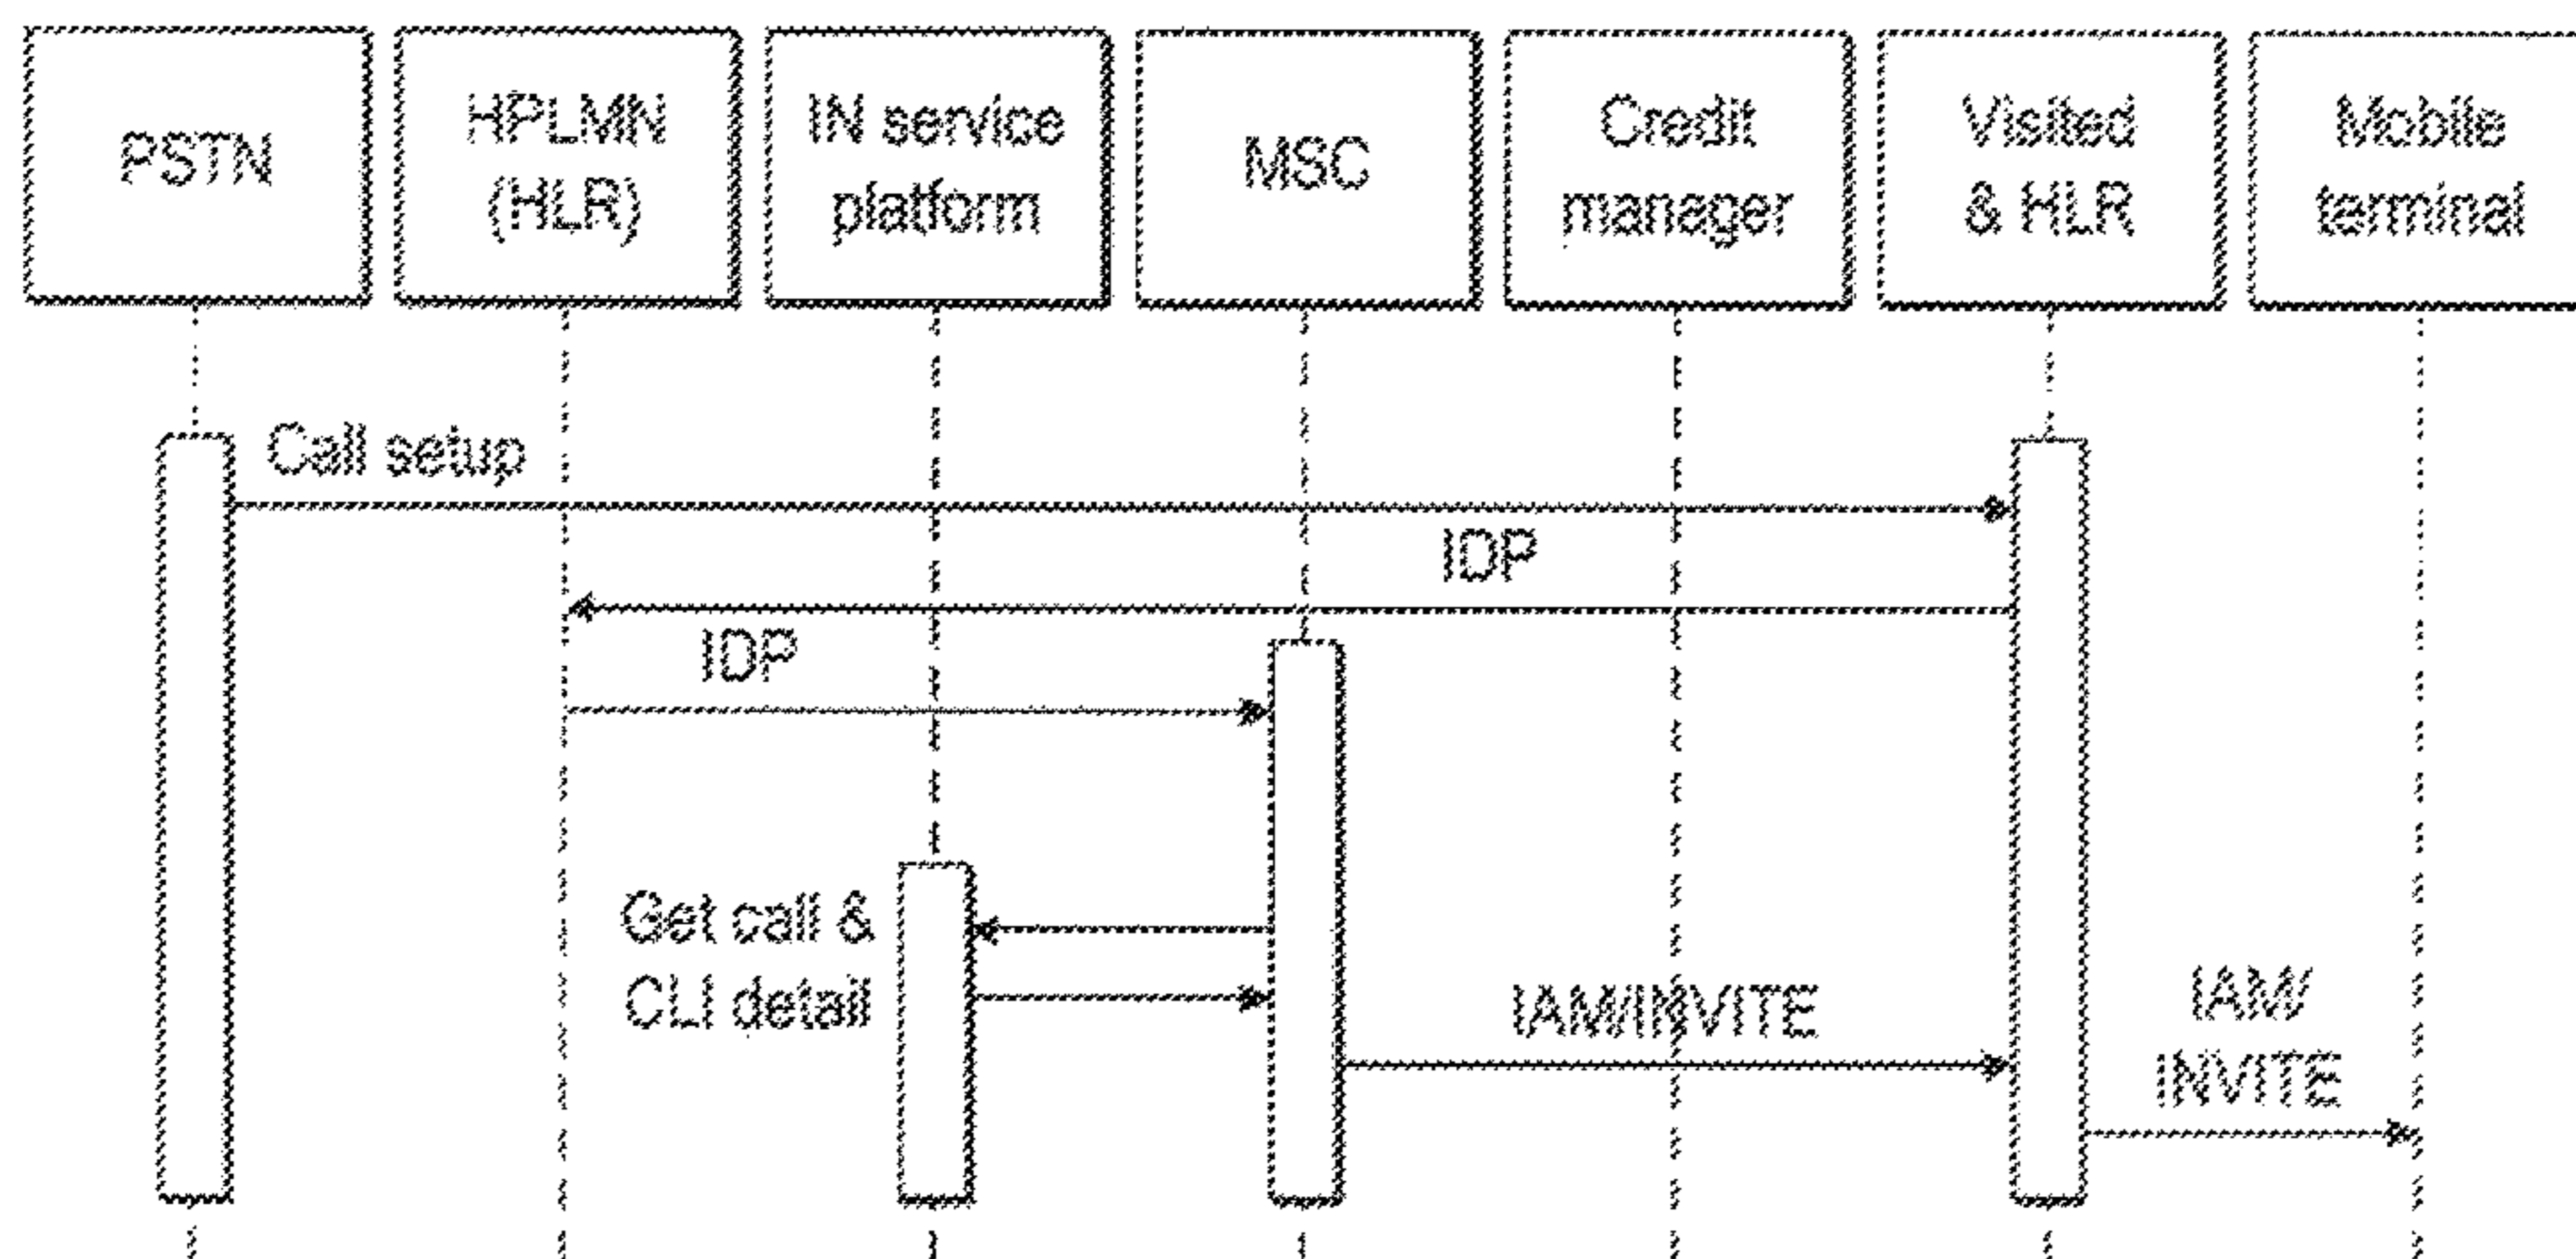 PSTN
HPLMN
(HLR)
IN service
platform
MSC
Credit
manager
Visited
& HLR
Mobile
terminal
Call setup
IDP
IDP
Get call &
CLI detail
IAM/INVITE
IAM/
INVITE